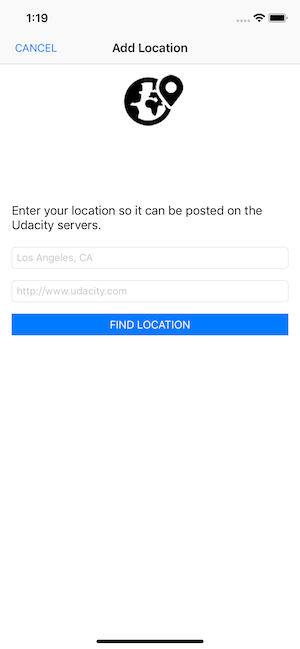 1:19
CANCEL
Add Location
Enter your location so it can be posted on the
Udacity servers.
Los Angeles, CA
http://www.udacity.com
FIND LOCATION